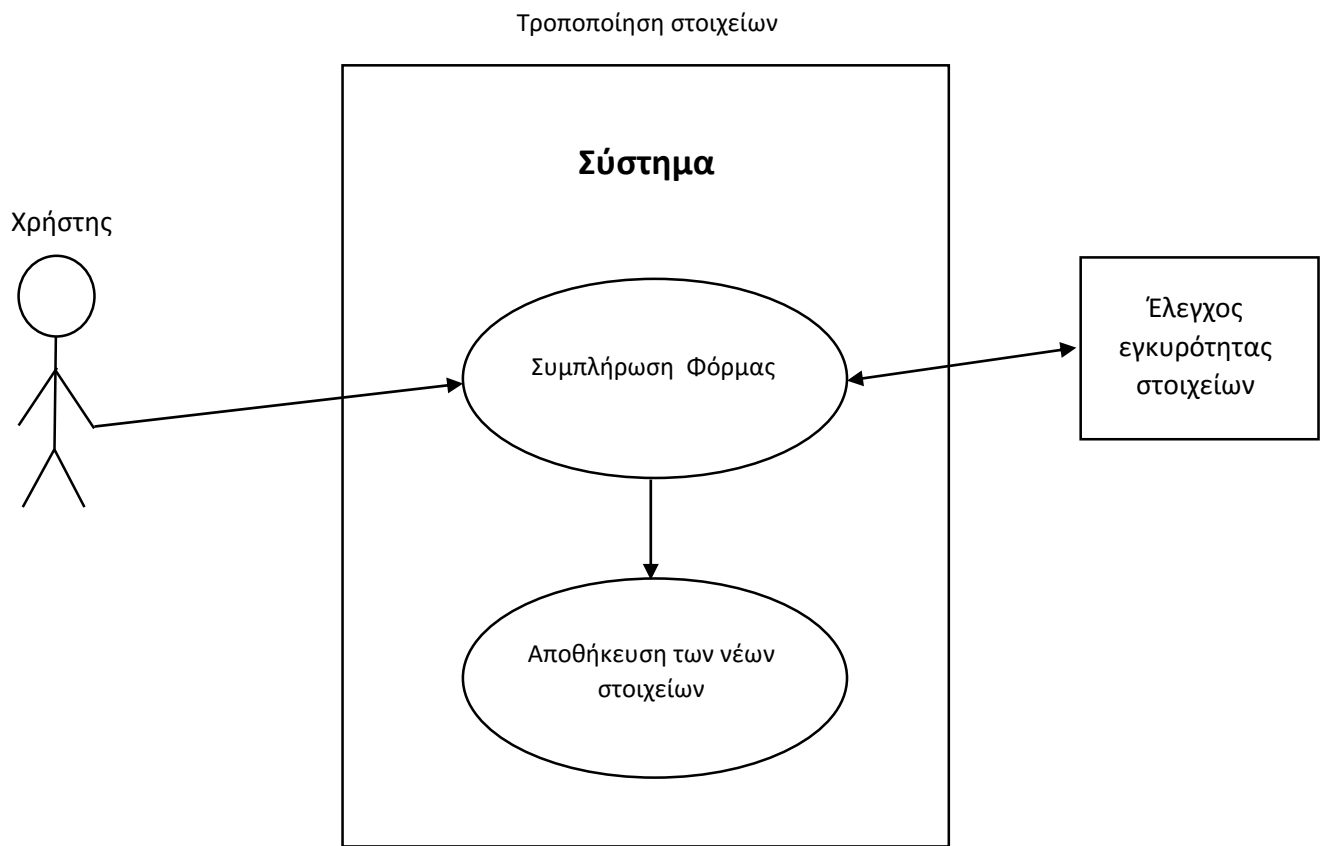 Τροποποίηση στοιχείων
Σύστημα
Χρήστης
Συμπλήρωση Φόρμας
Έλεγχος
εγκυρότητας
στοιχείων
Αποθήκευση των νέων
στοιχείων